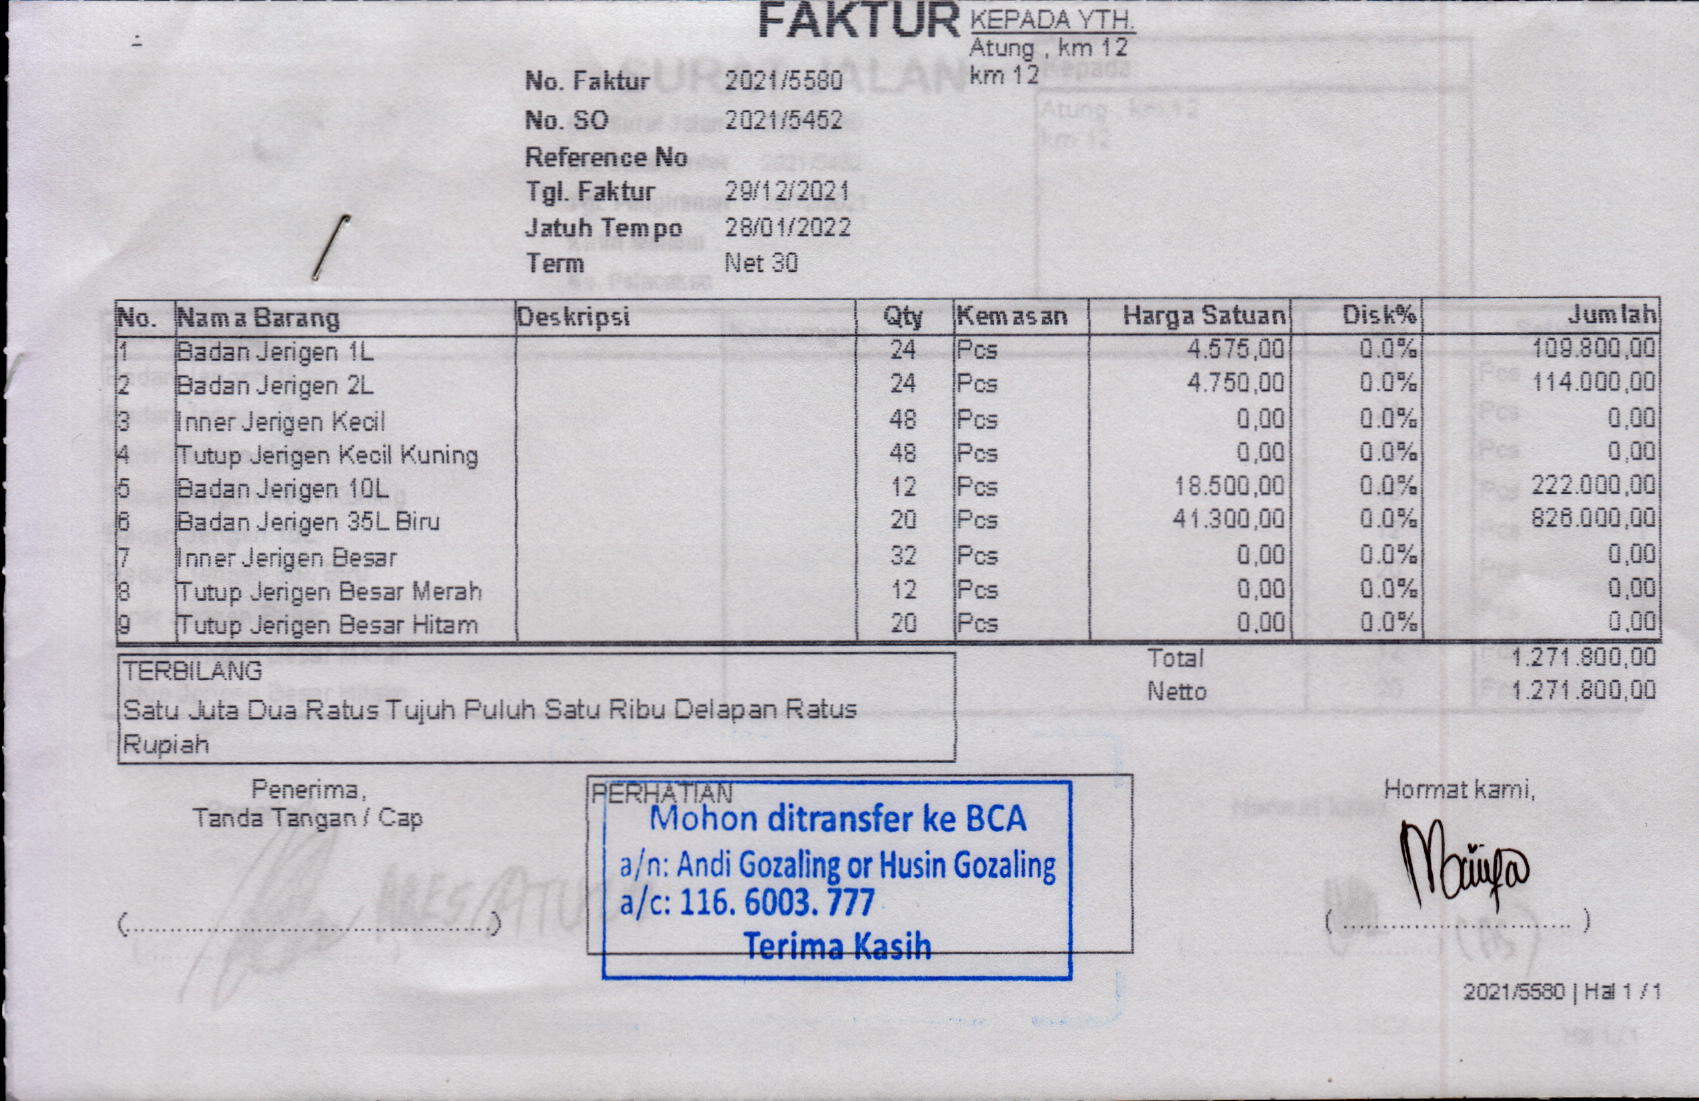 FAKTUR
KEPADA YTH.
Atung , km 12
km 12
No. Faktur 2021/5580
No. SO 2021/5452
Reference No
Tgl. Faktur 29/12/2021
Jatuh Tempo 28/01/2022
Term Net 30
No. Nama Barang Deskripsi Qty Kemasan Harga Satuan Disk% Jumlah
1 Badan Jerigen 1L 24 Pcs 4.575,00 0.0% 109.800,00
2 Badan Jerigen 2L 24 Pcs 4.750,00 0.0% 114.000,00
3 Inner Jerigen Kecil 48 Pcs 0,00 0.0% 0,00
4 Tutup Jerigen Kecil Kuning 48 Pcs 0,00 0.0% 0,00
5 Badan Jerigen 10L 12 Pcs 18.500,00 0.0% 222.000,00
6 Badan Jerigen 35L Biru 20 Pcs 41.300,00 0.0% 826.000,00
7 Inner Jerigen Besar 32 Pcs 0,00 0.0% 0,00
8 Tutup Jerigen Besar Merah 12 Pcs 0,00 0.0% 0,00
9 Tutup Jerigen Besar Hitam 20 Pcs 0,00 0.0% 0,00
Total 1.271.800,00
Netto 1.271.800,00
TERBILANG
Satu Juta Dua Ratus Tujuh Puluh Satu Ribu Delapan Ratus
Rupiah
Penerima,
Tanda Tangan / Cap
(................................................)
PERHATIAN
Mohon ditransfer ke BCA
a/n: Andi Gozaling or Husin Gozaling
a/c: 116. 6003. 777
Terima Kasih
Hormat kami,
(.................................)
2021/5580 | Hal 1 / 1